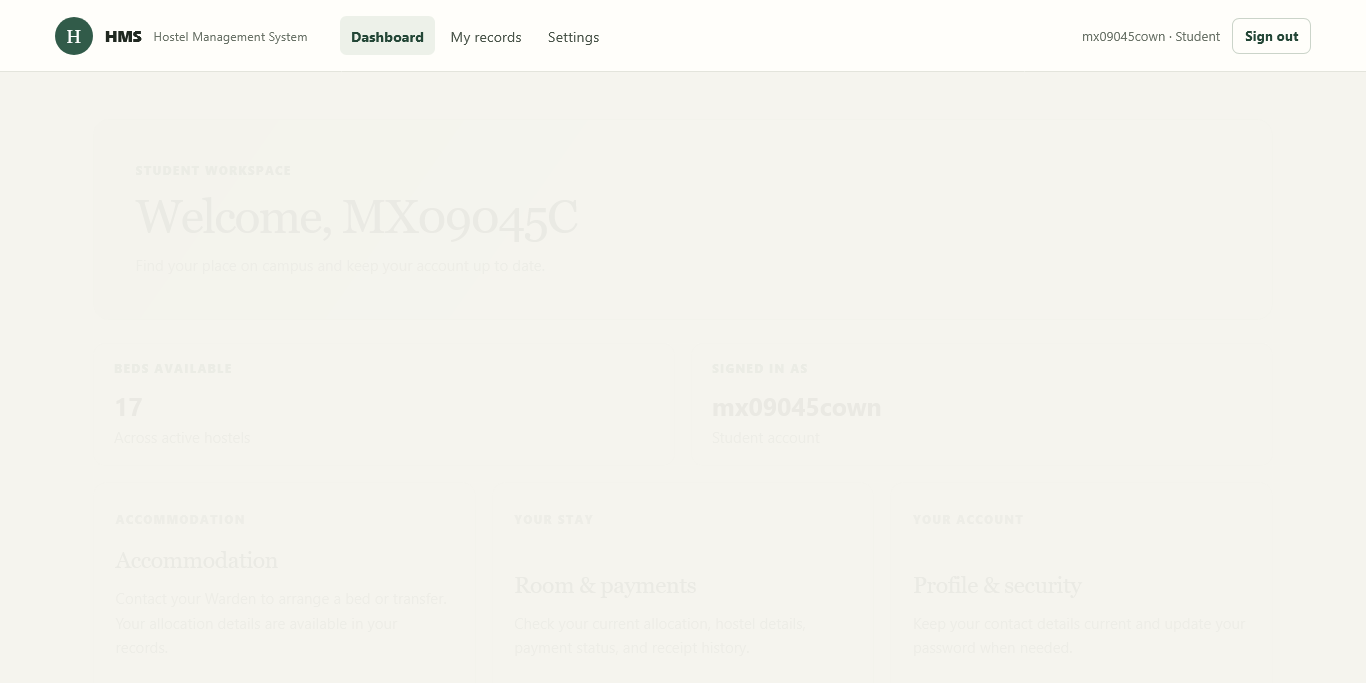 H HMS Hostel Management System Dashboard My records Settings mx09045cown · Student Sign out
STUDENT WORKSPACE
Welcome, MX09045C
Find your place on campus and keep your account up to date.
BEDS AVAILABLE
17
Across active hostels
SIGNED IN AS
mx09045cown
Student account
ACCOMMODATION
Accommodation
Contact your Warden to arrange a bed or transfer.
Your allocation details are available in your
records.
YOUR STAY
Room & payments
Check your current allocation, hostel details,
payment status, and receipt history.
YOUR ACCOUNT
Profile & security
Keep your contact details current and update your
password when needed.